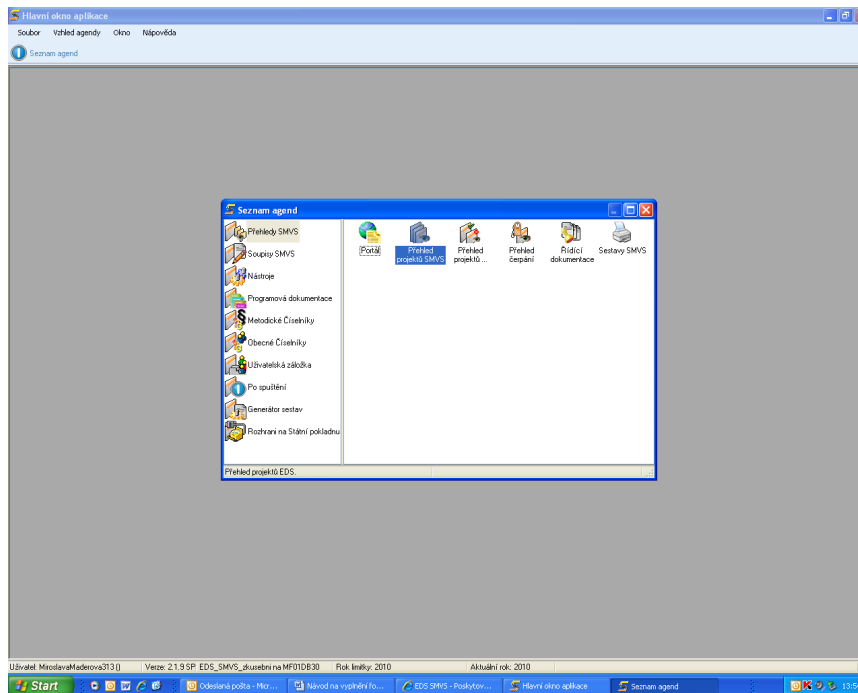 Hlavní okno aplikace
Soubor Vzhled agendy Okno Nápověda
Seznam agend
Seznam agend
Přehledy SMVS
Soupisy SMVS
Nástroje
Programová dokumentace
Metodické Číselníky
Obecné Číselníky
Uživatelská záložka
Po spuštění
Generátor sestav
Rozhraní na Státní pokladnu
Portál
Přehled
projektů SMVS
Přehled
projektů ...
Přehled
čerpání
Řídící
dokumentace
Sestavy SMVS
Přehled projektů EDS.
Uživatel: MiroslavaMaderova313 () Verze: 2.1.9 SP EDS_SMVS_zkusebni na MF01DB30 Rok limitky: 2010 Aktuální rok: 2010
Start Odeslaná pošta - Micr... Návod na vyplnění fo... EDS SMVS - Poskytov... Hlavní okno aplikace Seznam agend